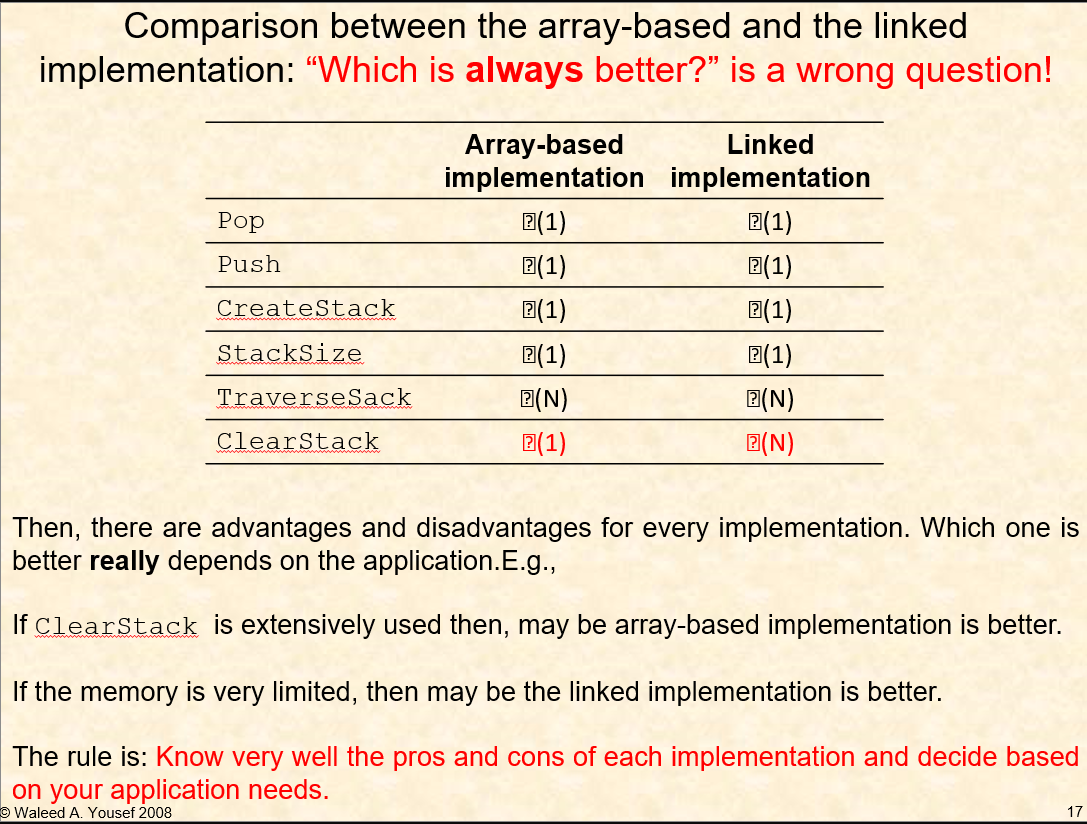 Comparison between the array-based and the linked
implementation: “Which is always better?” is a wrong question!
Array-based Linked
implementation implementation
Pop ⍰(1) ⍰(1)
Push ⍰(1) ⍰(1)
CreateStack ⍰(1) ⍰(1)
StackSize ⍰(1) ⍰(1)
TraverseSack ⍰(N) ⍰(N)
ClearStack ⍰(1) ⍰(N)
Then, there are advantages and disadvantages for every implementation. Which one is
better really depends on the application.E.g.,
If ClearStack is extensively used then, may be array-based implementation is better.
If the memory is very limited, then may be the linked implementation is better.
The rule is: Know very well the pros and cons of each implementation and decide based
on your application needs.
© Waleed A. Yousef 2008 17